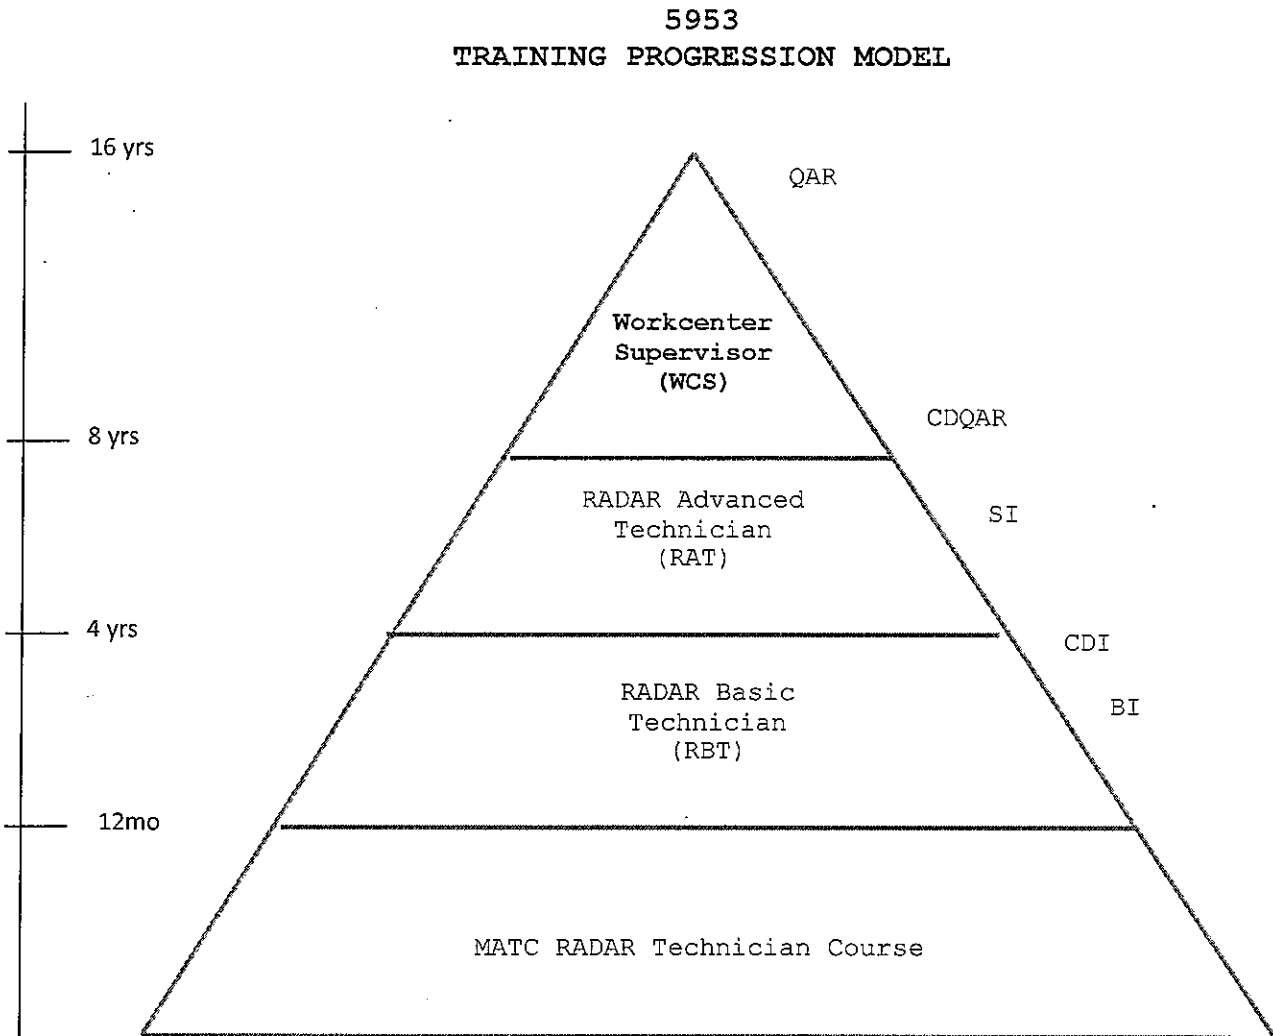 5953
TRAINING PROGRESSION MODEL
16 yrs
QAR
Workcenter
Supervisor
(WCS)
CDQAR
8 yrs
RADAR Advanced
Technician
(RAT)
SI
4 yrs
CDI
RADAR Basic
Technician
(RBT)
BI
12mo
MATC RADAR Technician Course